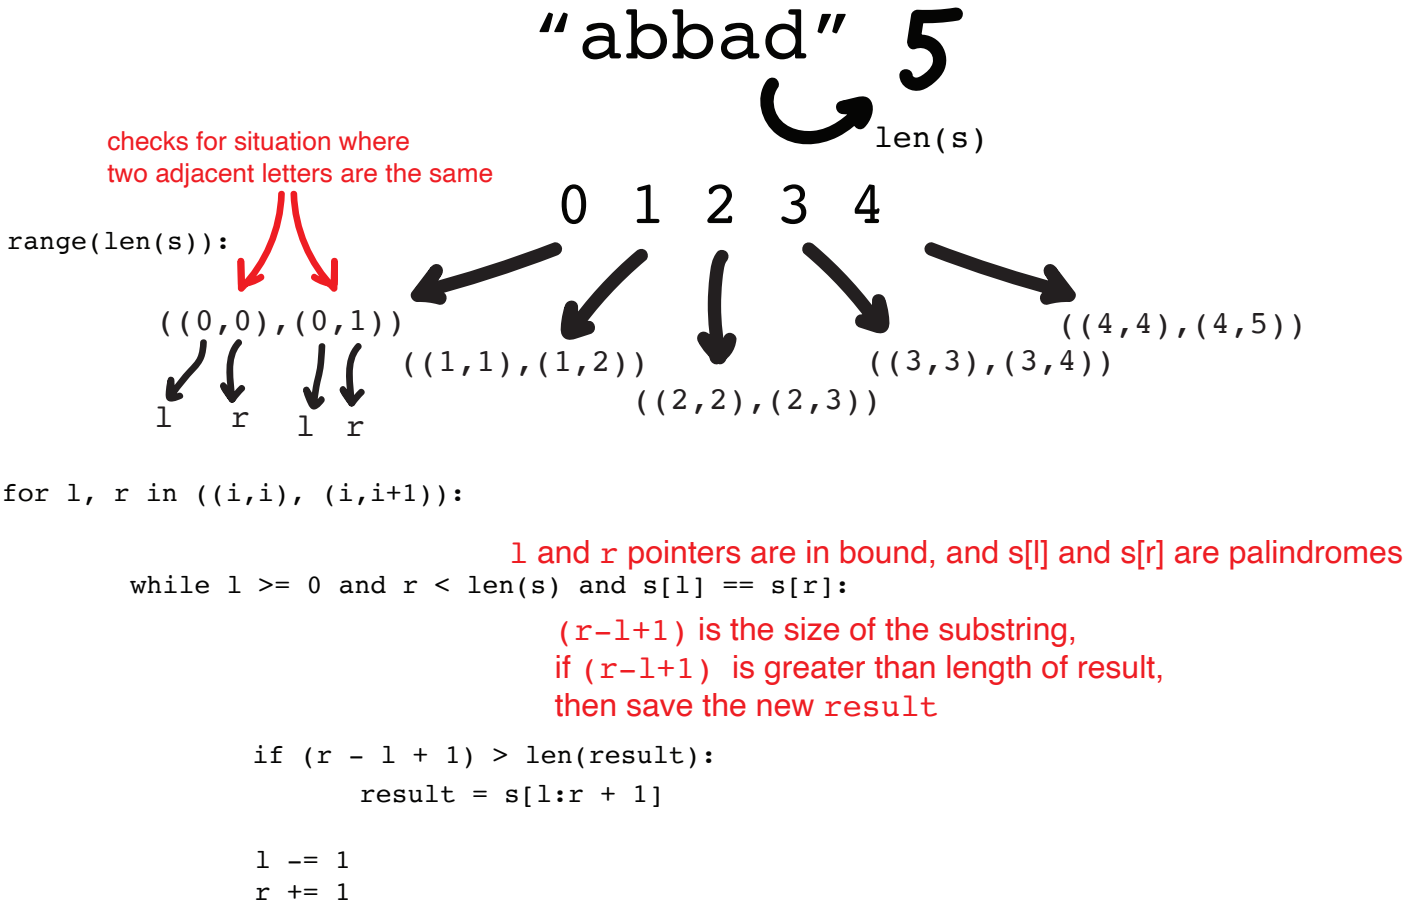 “abbad” 5
len(s)
checks for situation where
two adjacent letters are the same
0 1 2 3 4
range(len(s)):
((0,0),(0,1))
((1,1),(1,2))
((2,2),(2,3))
((3,3),(3,4))
((4,4),(4,5))
l r l r
for l, r in ((i,i), (i,i+1)):
l and r pointers are in bound, and s[l] and s[r] are palindromes
while l >= 0 and r < len(s) and s[l] == s[r]:
(r-l+1) is the size of the substring,
if (r-l+1) is greater than length of result,
then save the new result
if (r - l + 1) > len(result):
result = s[l:r + 1]
l -= 1
r += 1